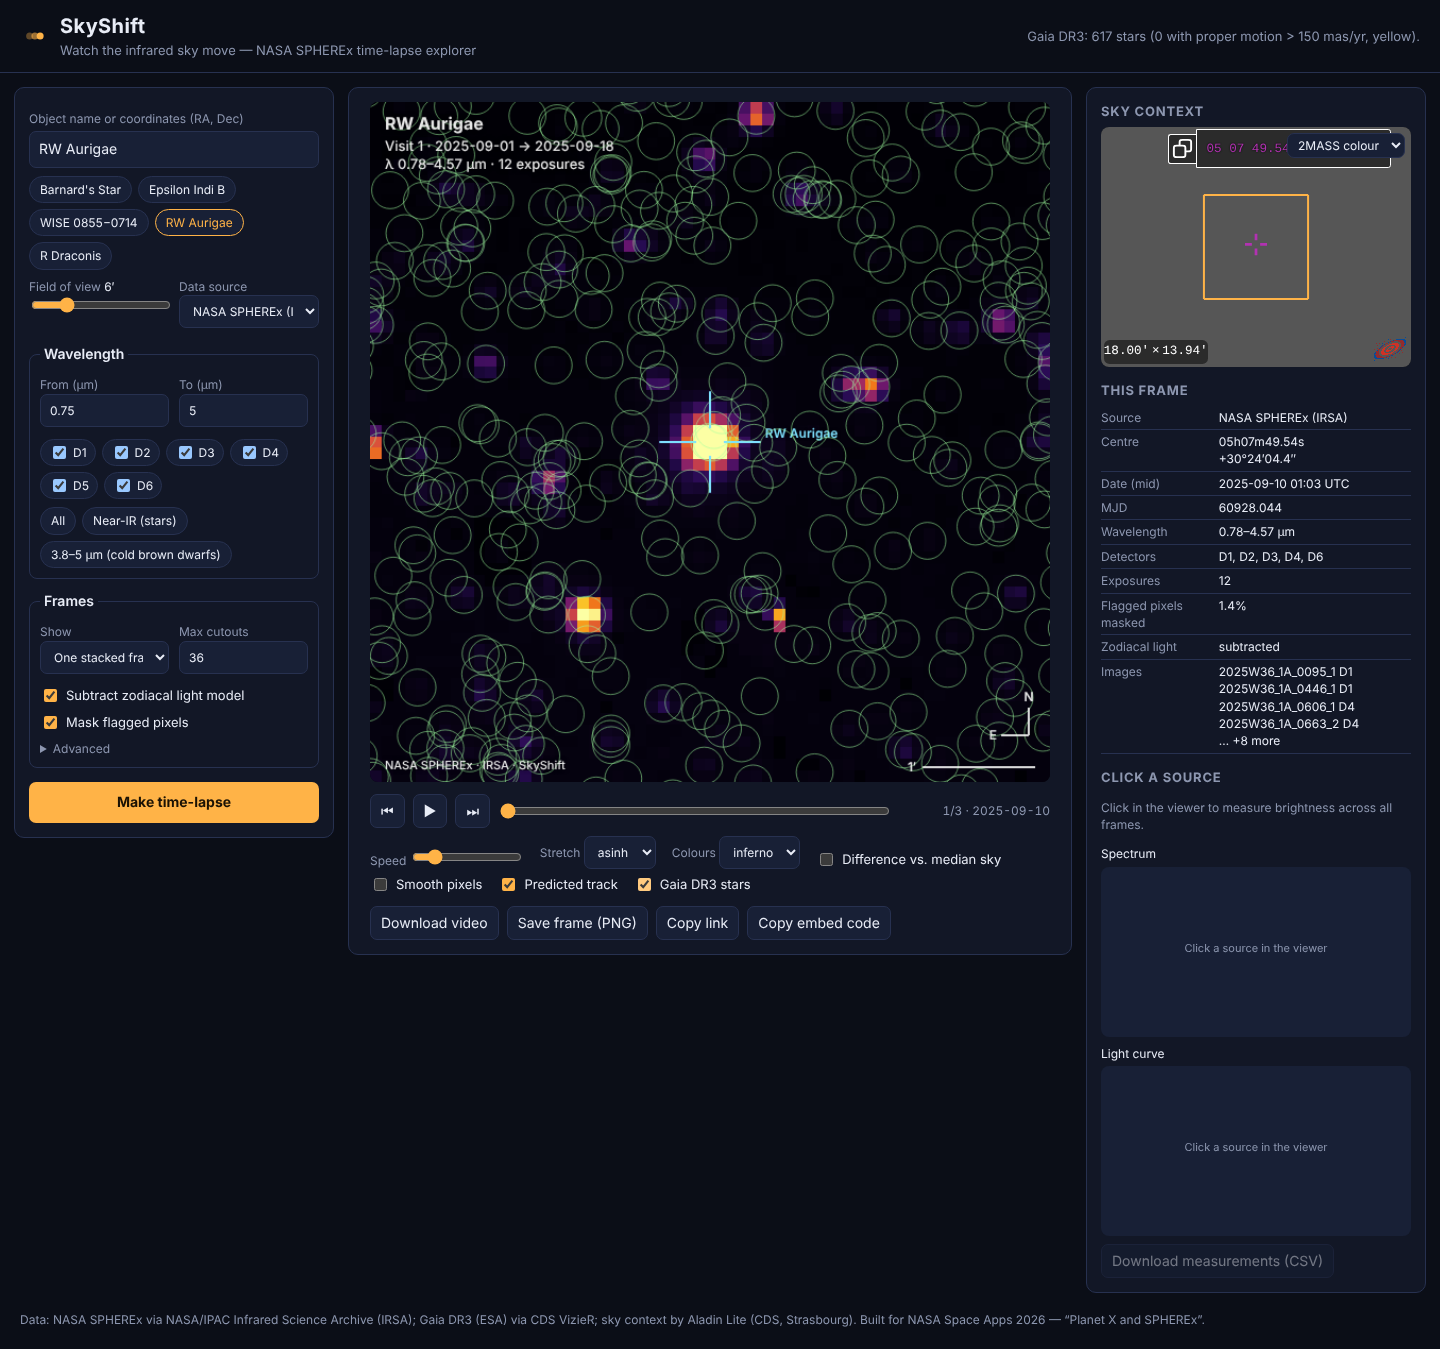 SkyShift
Watch the infrared sky move — NASA SPHEREx time-lapse explorer
Gaia DR3: 617 stars (0 with proper motion > 150 mas/yr, yellow).
Object name or coordinates (RA, Dec)
RW Aurigae
Barnard's Star
Epsilon Indi B
WISE 0855−0714
RW Aurigae
R Draconis
Field of view 6′
Data source
NASA SPHEREx (I
Wavelength
From (µm)
To (µm)
0.75
5
D1
D2
D3
D4
D5
D6
All
Near-IR (stars)
3.8–5 µm (cold brown dwarfs)
Frames
Show
Max cutouts
One stacked fra
36
Subtract zodiacal light model
Mask flagged pixels
Advanced
Make time-lapse
RW Aurigae
Visit 1 · 2025-09-01 → 2025-09-18
λ 0.78–4.57 µm · 12 exposures
RW Aurigae
N
E
1′
NASA SPHEREx · IRSA · SkyShift
1/3 · 2025-09-10
Speed
Stretch
asinh
Colours
inferno
Difference vs. median sky
Smooth pixels
Predicted track
Gaia DR3 stars
Download video
Save frame (PNG)
Copy link
Copy embed code
SKY CONTEXT
05 07 49.54
2MASS colour
18.00' × 13.94'
THIS FRAME
Source
NASA SPHEREx (IRSA)
Centre
05h07m49.54s
+30°24′04.4″
Date (mid)
2025-09-10 01:03 UTC
MJD
60928.044
Wavelength
0.78–4.57 µm
Detectors
D1, D2, D3, D4, D6
Exposures
12
Flagged pixels
masked
1.4%
Zodiacal light
subtracted
Images
2025W36_1A_0095_1 D1
2025W36_1A_0446_1 D1
2025W36_1A_0606_1 D4
2025W36_1A_0663_2 D4
… +8 more
CLICK A SOURCE
Click in the viewer to measure brightness across all
frames.
Spectrum
Click a source in the viewer
Light curve
Click a source in the viewer
Download measurements (CSV)
Data: NASA SPHEREx via NASA/IPAC Infrared Science Archive (IRSA); Gaia DR3 (ESA) via CDS VizieR; sky context by Aladin Lite (CDS, Strasbourg). Built for NASA Space Apps 2026 — “Planet X and SPHEREx”.